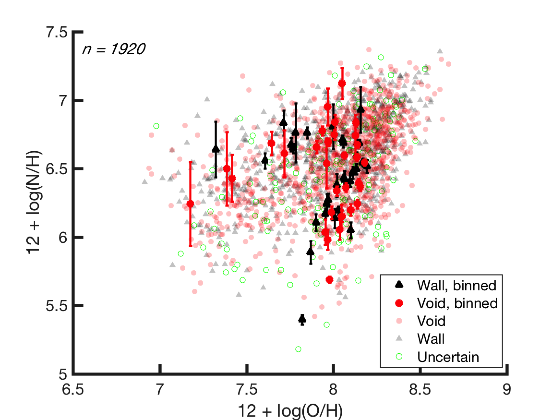 7.5
n = 1920
7
6.5
6
5.5
5
12 + log(N/H)
Wall, binned
Void, binned
Void
Wall
Uncertain
6.5 7 7.5 8 8.5 9
12 + log(O/H)